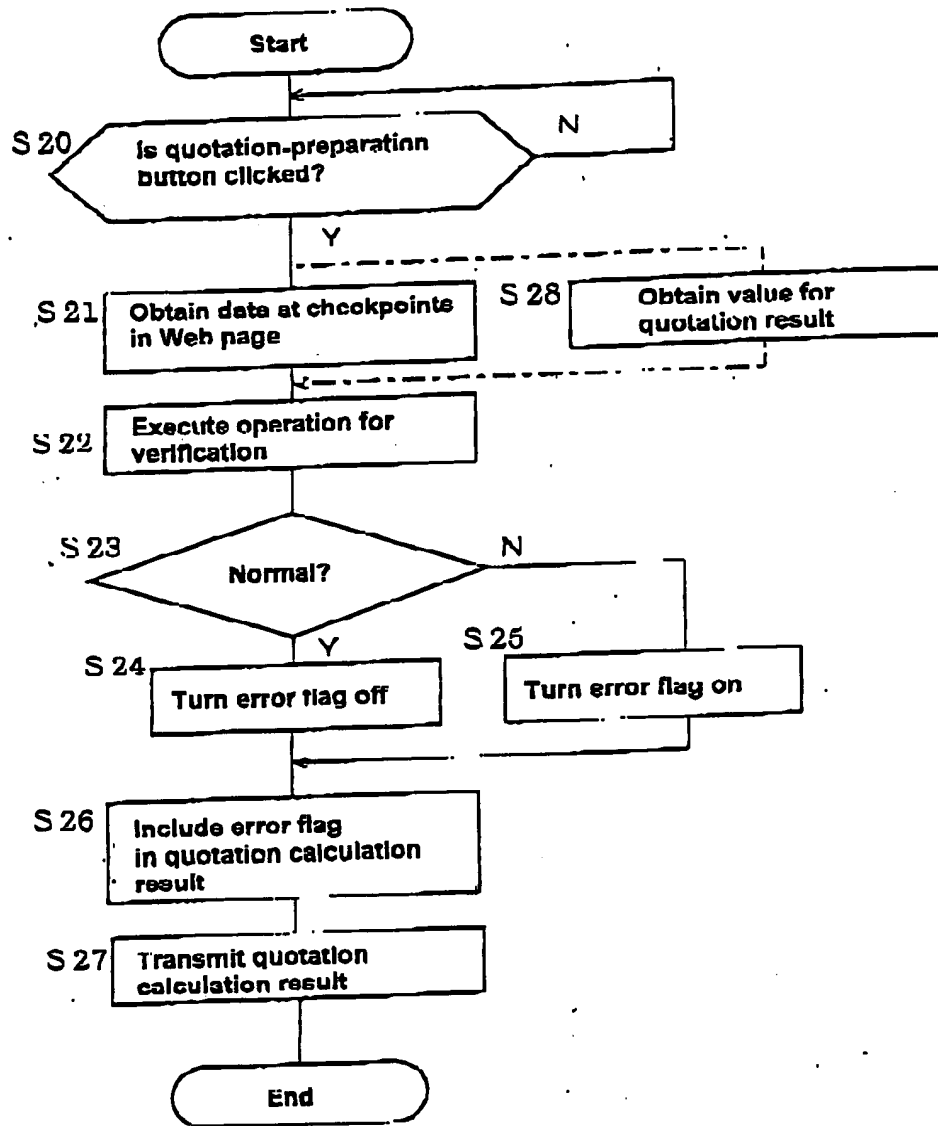 Start
N
S 20
Is quotation-preparation
button clicked?
Y
S 21
Obtain data at checkpoints
in Web page
S 28
Obtain value for
quotation result
S 22
Execute operation for
verification
S 23
Normal?
N
Y
S 24
Turn error flag off
S 25
Turn error flag on
S 26
Include error flag
in quotation calculation
result
S 27
Transmit quotation
calculation result
End